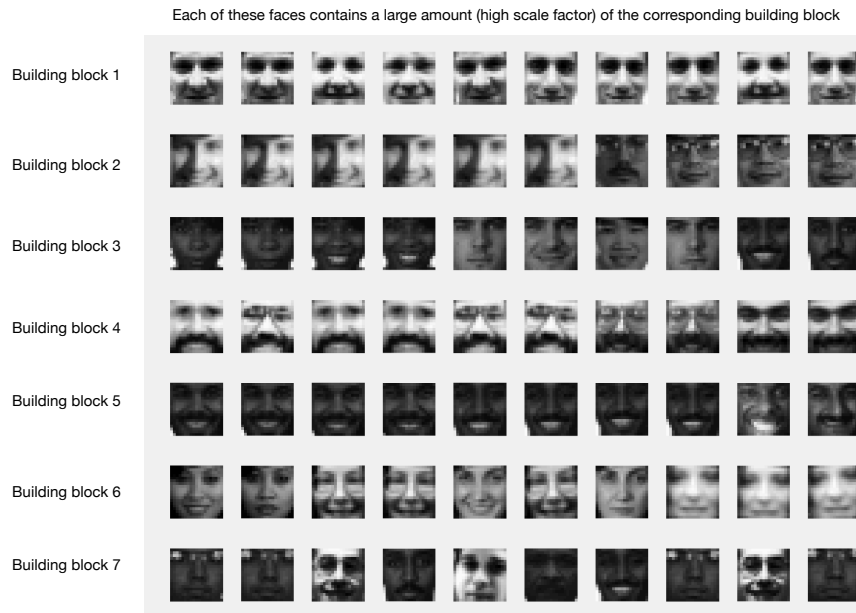 Each of these faces contains a large amount (high scale factor) of the corresponding building block
Building block 1
Building block 2
Building block 3
Building block 4
Building block 5
Building block 6
Building block 7